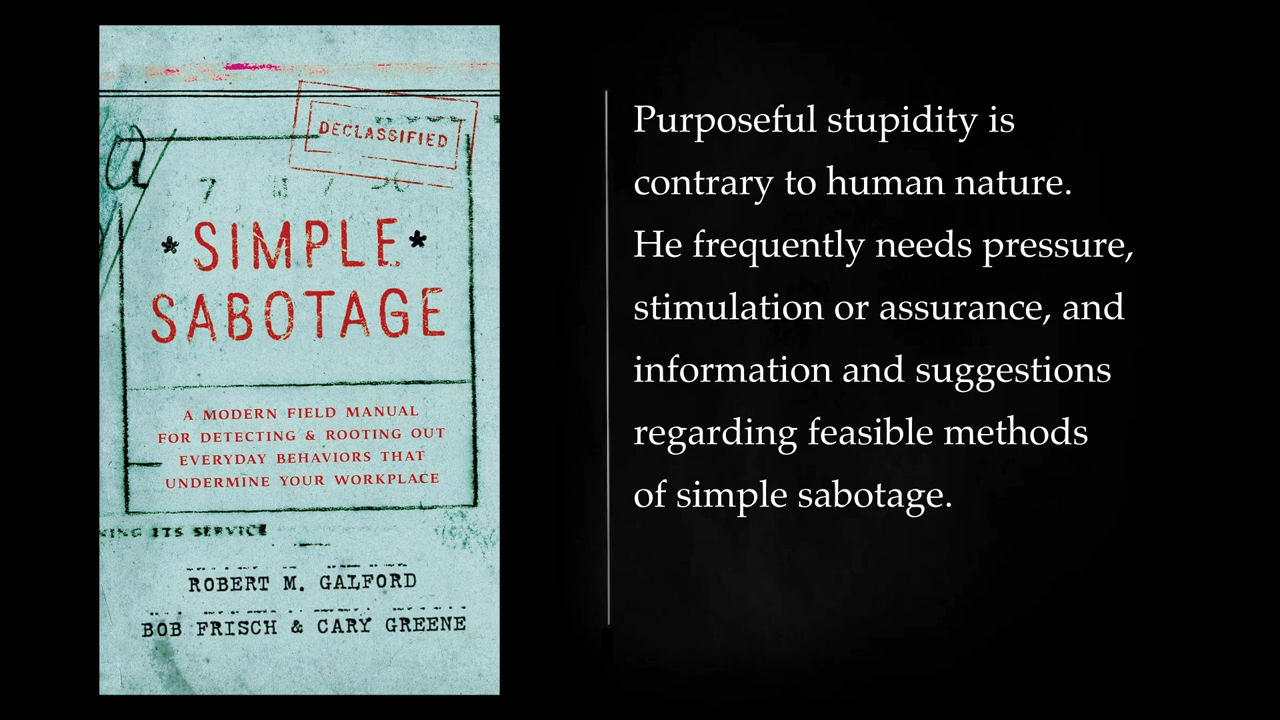 DECLASSIFIED
*SIMPLE*
SABOTAGE
A MODERN FIELD MANUAL
FOR DETECTING & ROOTING OUT
EVERYDAY BEHAVIORS THAT
UNDERMINE YOUR WORKPLACE
ITS SERVICE
ROBERT M. GALFORD
BOB FRISCH & CARY GREENE
Purposeful stupidity is
contrary to human nature.
He frequently needs pressure,
stimulation or assurance, and
information and suggestions
regarding feasible methods
of simple sabotage.